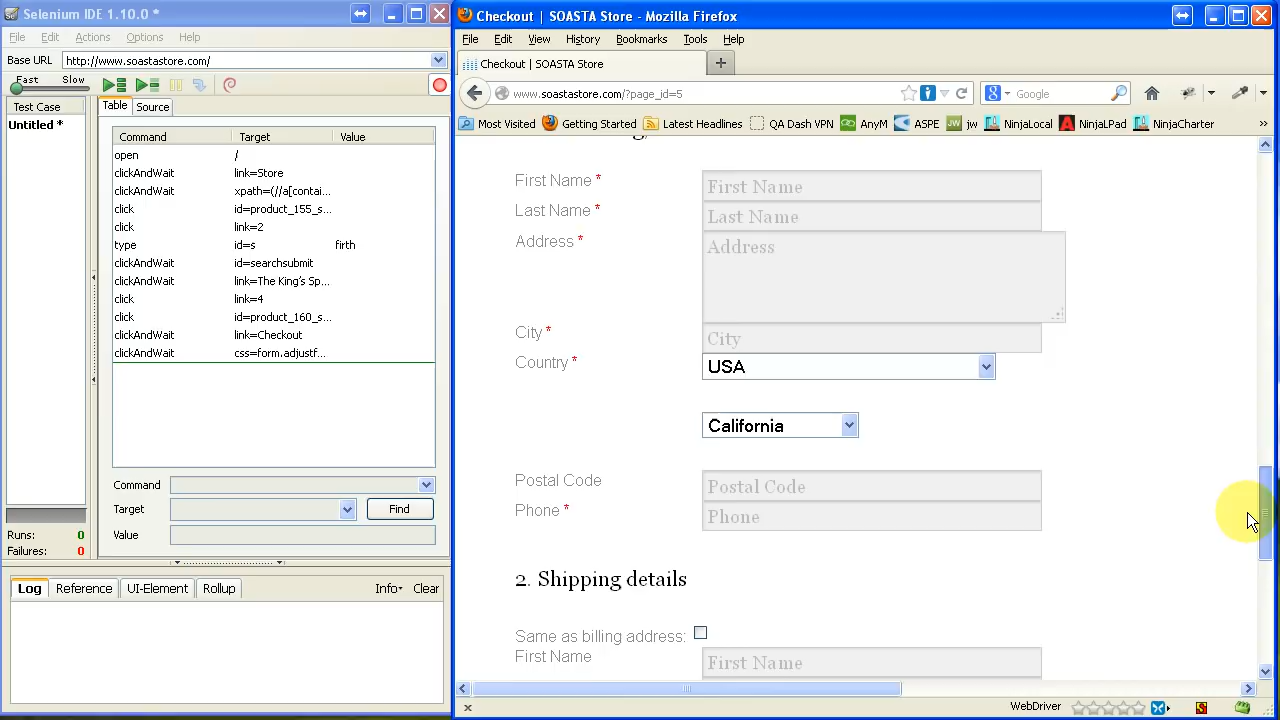 Selenium IDE 1.10.0 *
File Edit Actions Options Help
Base URL http://www.soastastore.com/
Fast Slow
Test Case
Untitled *
Table Source
Command Target Value
open /
clickAndWait link=Store
clickAndWait xpath=(//a[contai...
click id=product_155_s...
click link=2
type id=s firth
clickAndWait id=searchsubmit
clickAndWait link=The King's Sp...
click link=4
click id=product_160_s...
clickAndWait link=Checkout
clickAndWait css=form.adjustf...
Command
Target Find
Value
Runs: 0
Failures: 0
Log Reference UI-Element Rollup Info Clear
Checkout | SOASTA Store - Mozilla Firefox
File Edit View History Bookmarks Tools Help
Checkout | SOASTA Store
www.soastastore.com/?page_id=5
Google
Most Visited Getting Started Latest Headlines QA Dash VPN AnyM ASPE jw NinjaLocal NinjaLPad NinjaCharter »
First Name * First Name
Last Name * Last Name
Address * Address
City * City
Country * USA
California
Postal Code Postal Code
Phone * Phone
2. Shipping details
Same as billing address:
First Name First Name
WebDriver